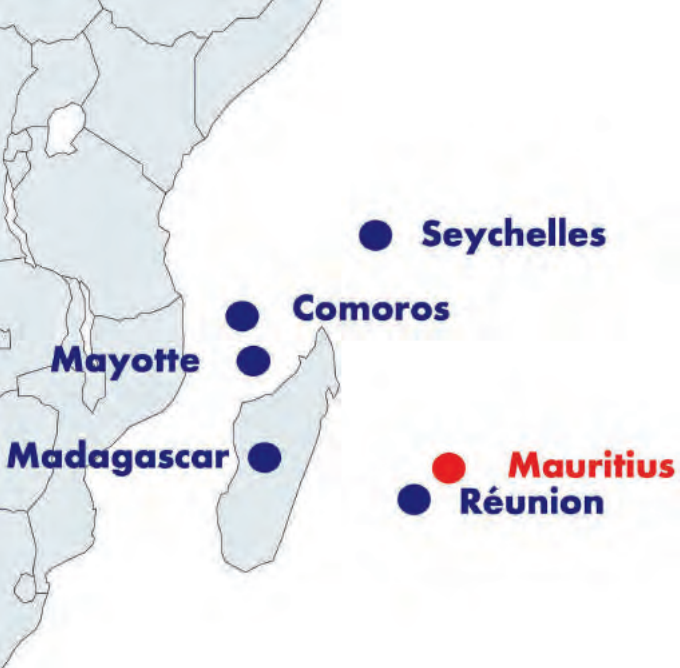 Seychelles
Comoros
Mayotte
Madagascar
Mauritius
Réunion